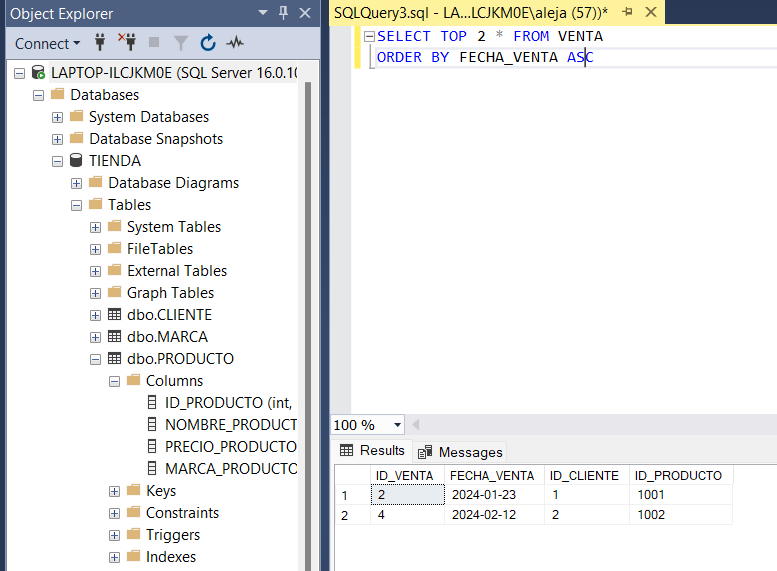 Object Explorer
Connect
LAPTOP-ILCJKM0E (SQL Server 16.0.10
Databases
System Databases
Database Snapshots
TIENDA
Database Diagrams
Tables
System Tables
FileTables
External Tables
Graph Tables
dbo.CLIENTE
dbo.MARCA
dbo.PRODUCTO
Columns
ID_PRODUCTO (int,
NOMBRE_PRODUCT
PRECIO_PRODUCTO
MARCA_PRODUCTO
Keys
Constraints
Triggers
Indexes
SQLQuery3.sql - LA...LCJKM0E\aleja (57))*
SELECT TOP 2 * FROM VENTA
ORDER BY FECHA_VENTA ASC
100 %
Results Messages
ID_VENTA FECHA_VENTA ID_CLIENTE ID_PRODUCTO
1 2 2024-01-23 1 1001
2 4 2024-02-12 2 1002